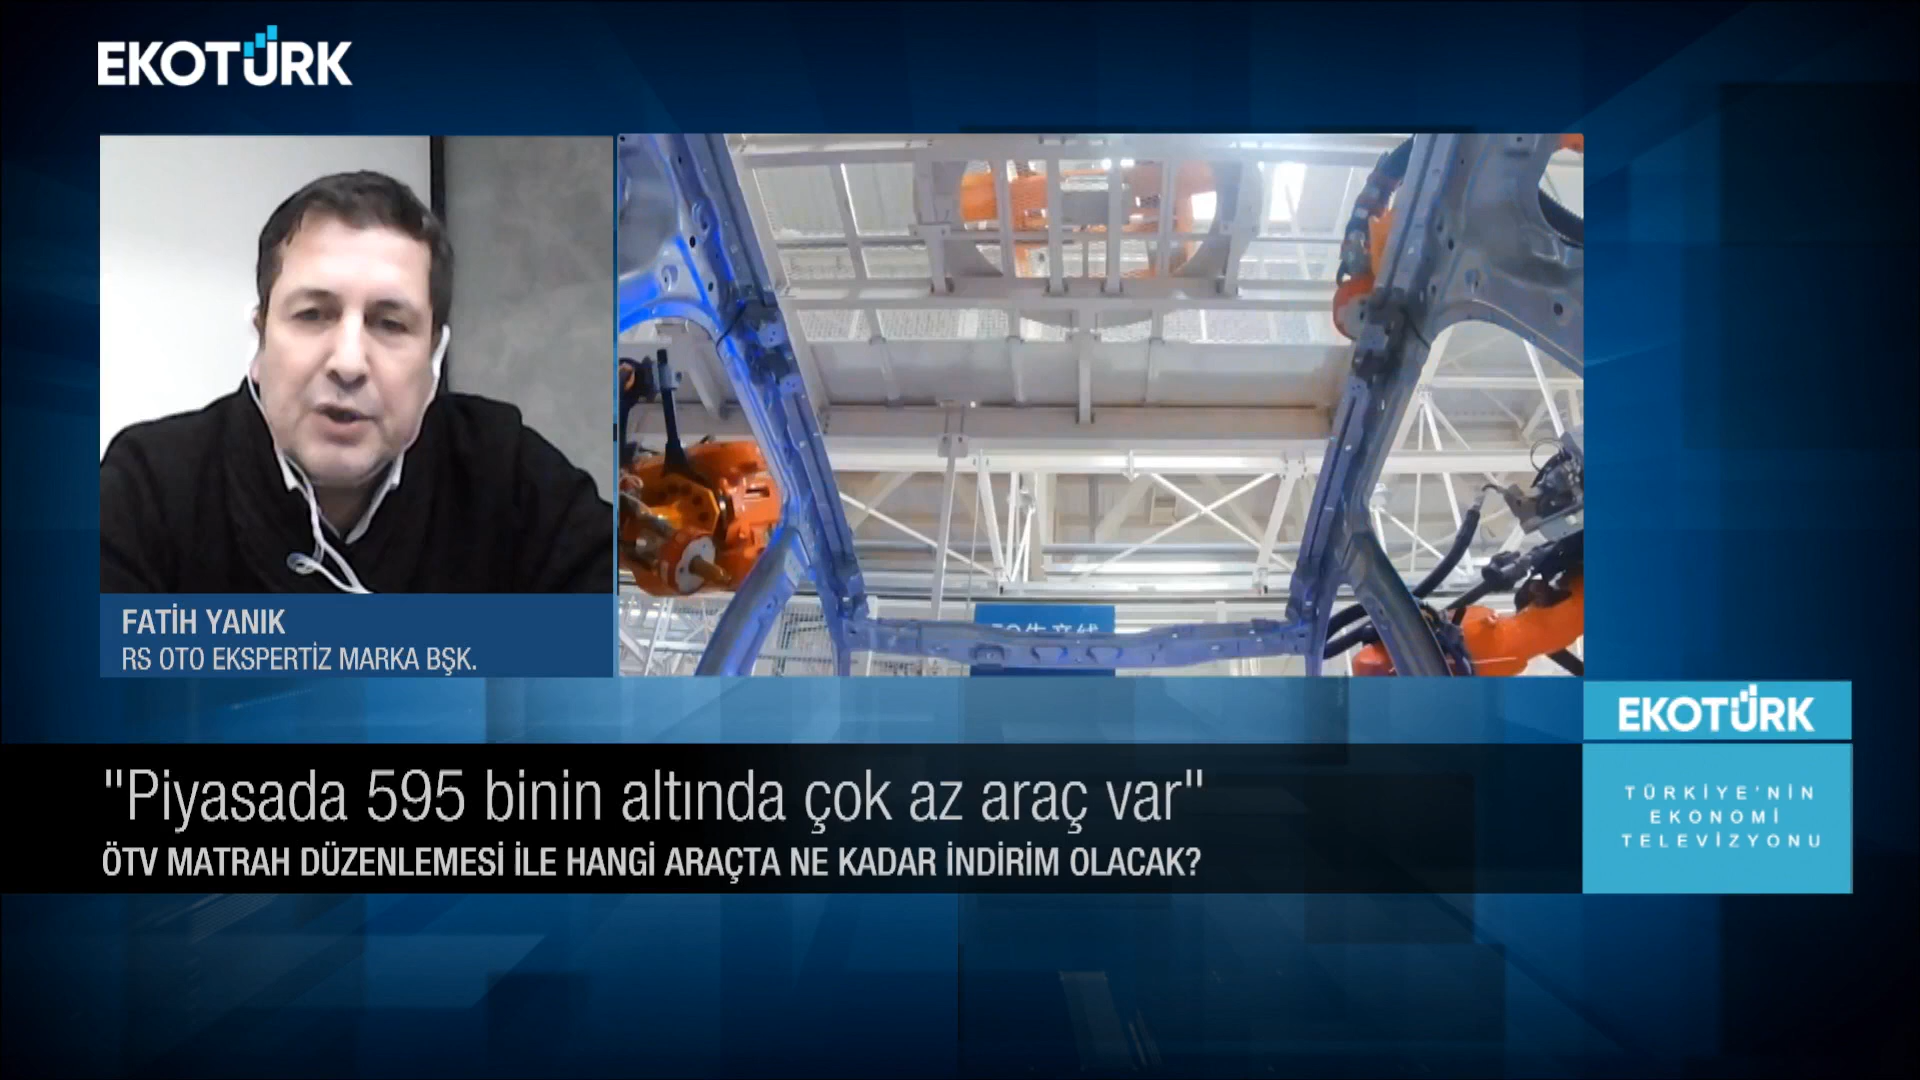 EKOTÜRK
FATİH YANIK
RS OTO EKSPERTİZ MARKA BŞK.
EKOTÜRK
"Piyasada 595 binin altında çok az araç var"
ÖTV MATRAH DÜZENLEMESİ İLE HANGİ ARAÇTA NE KADAR İNDİRİM OLACAK?
TÜRKİYE'NİN
EKONOMİ
TELEVİZYONU